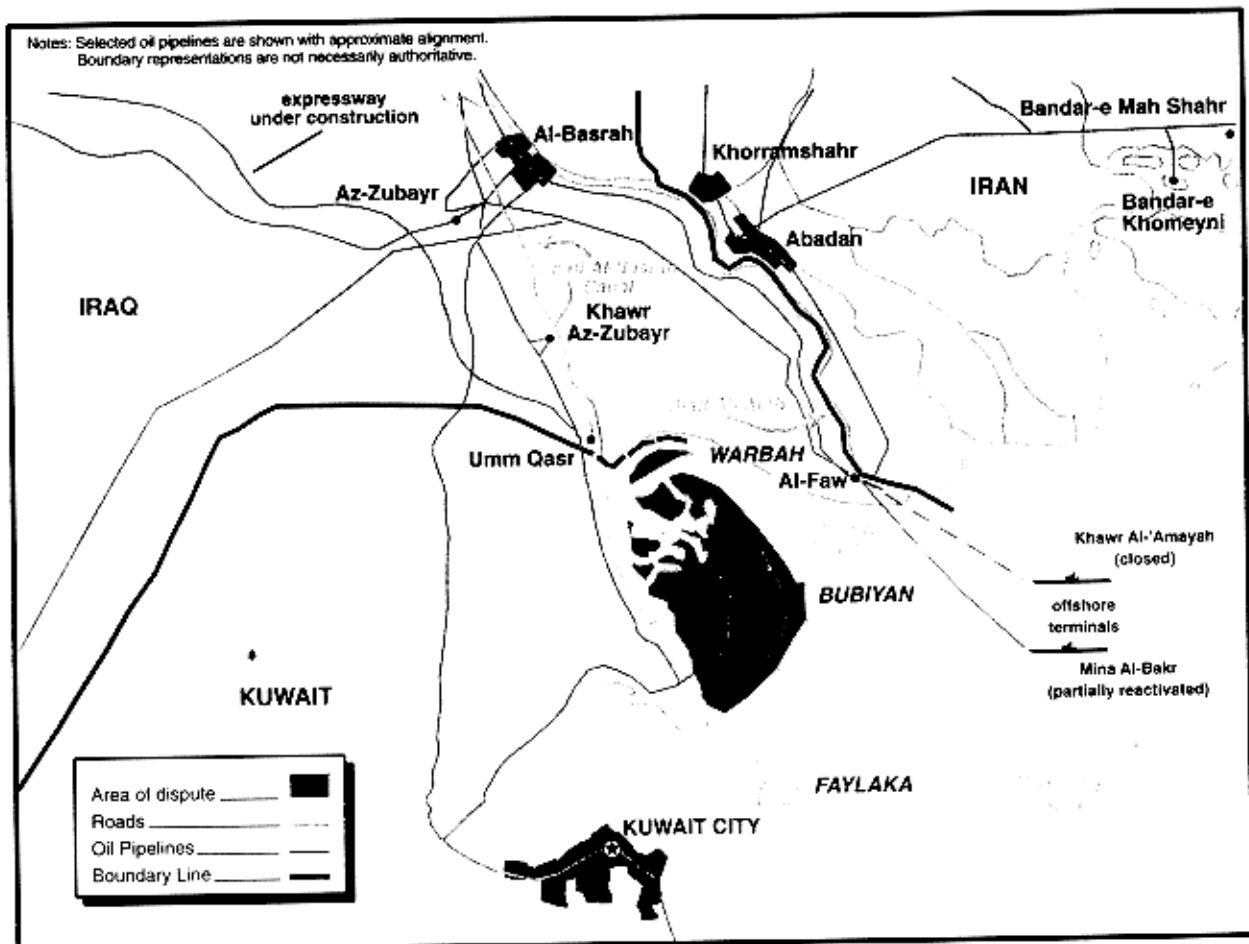 Notes: Selected oil pipelines are shown with approximate alignment.
Boundary representations are not necessarily authoritative.
expressway
under construction
Al-Basrah
Bandar-e Mah Shahr
Khorramshahr
Az-Zubayr
IRAN
Bandar-e
Khomeyni
Abadan
IRAQ
Canal
Khawr
Az-Zubayr
Umm Qasr
WARBAH
Al-Faw
Khawr Al-'Amayah
(closed)
BUBIYAN
offshore
terminals
Mina Al-Bakr
(partially reactivated)
KUWAIT
FAYLAKA
Area of dispute
Roads
Oil Pipelines
Boundary Line
KUWAIT CITY